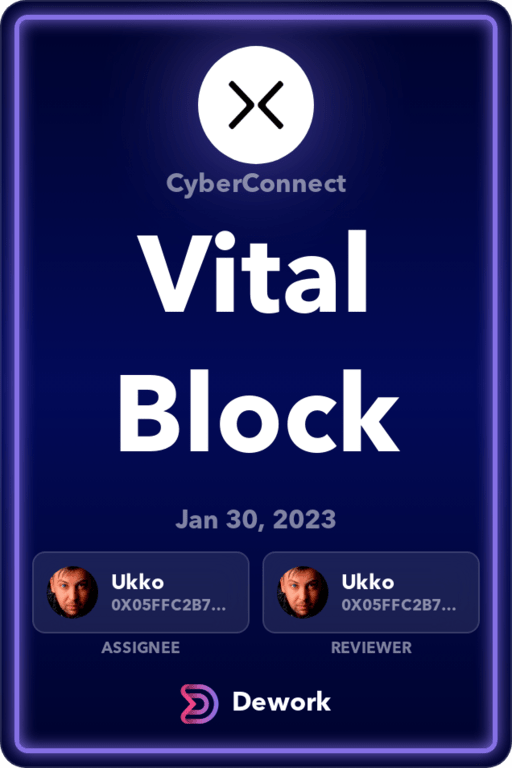 CyberConnect
Vital
Block
Jan 30, 2023
Ukko
0X05FFC2B7...
Ukko
0X05FFC2B7...
ASSIGNEE
REVIEWER
Dework